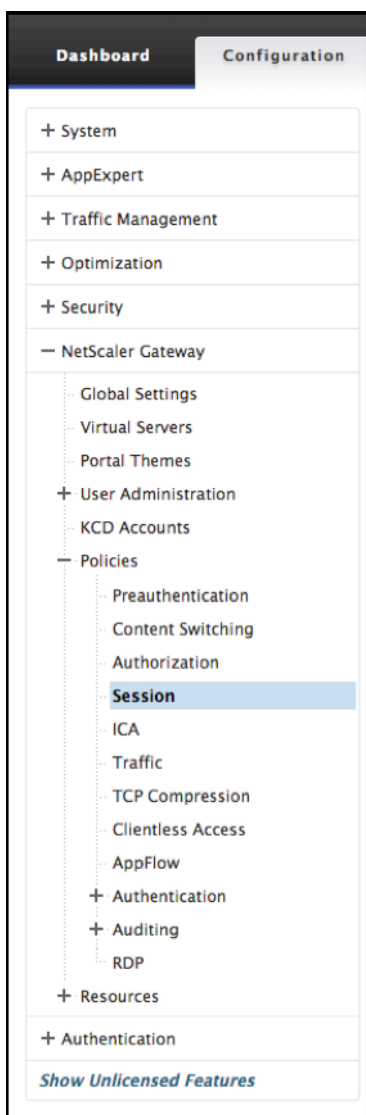 Dashboard Configuration
+ System
+ AppExpert
+ Traffic Management
+ Optimization
+ Security
− NetScaler Gateway
Global Settings
Virtual Servers
Portal Themes
+ User Administration
KCD Accounts
− Policies
Preauthentication
Content Switching
Authorization
Session
ICA
Traffic
TCP Compression
Clientless Access
AppFlow
+ Authentication
+ Auditing
RDP
+ Resources
+ Authentication
Show Unlicensed Features